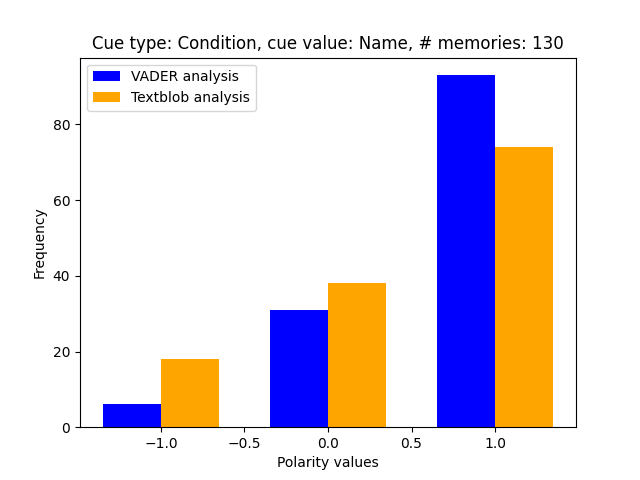 Cue type: Condition, cue value: Name, # memories: 130
VADER analysis
Textblob analysis
80
60
40
20
0
Frequency
−1.0
−0.5
0.0
0.5
1.0
Polarity values